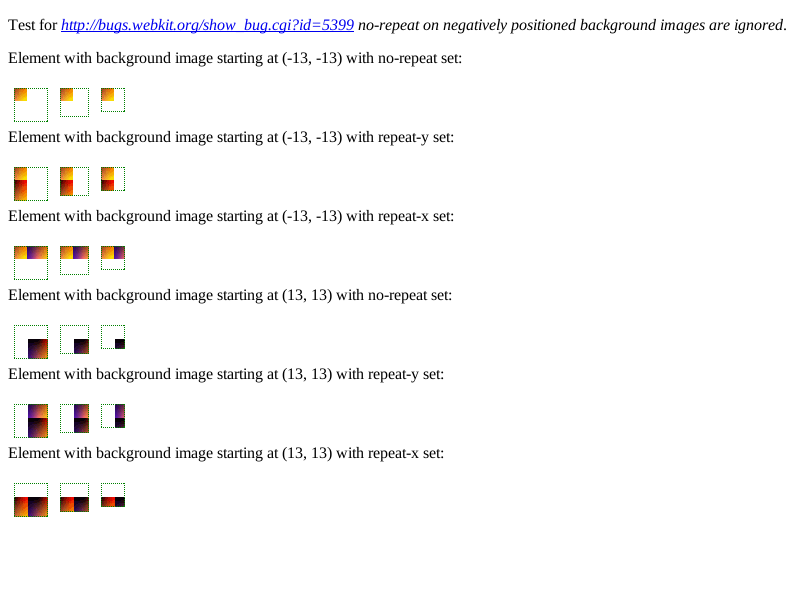 Test for http://bugs.webkit.org/show_bug.cgi?id=5399 no-repeat on negatively positioned background images are ignored.
Element with background image starting at (-13, -13) with no-repeat set:
Element with background image starting at (-13, -13) with repeat-y set:
Element with background image starting at (-13, -13) with repeat-x set:
Element with background image starting at (13, 13) with no-repeat set:
Element with background image starting at (13, 13) with repeat-y set:
Element with background image starting at (13, 13) with repeat-x set: